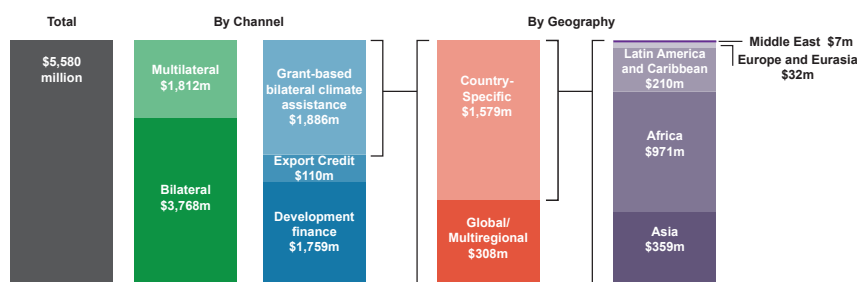 Total
By Channel
By Geography
$5,580
million
Multilateral
$1,812m
Bilateral
$3,768m
Grant-based
bilateral climate
assistance
$1,886m
Export Credit
$110m
Development
finance
$1,759m
Country-
Specific
$1,579m
Global/
Multiregional
$308m
Middle East $7m
Europe and Eurasia
$32m
Latin America
and Caribbean
$210m
Africa
$971m
Asia
$359m